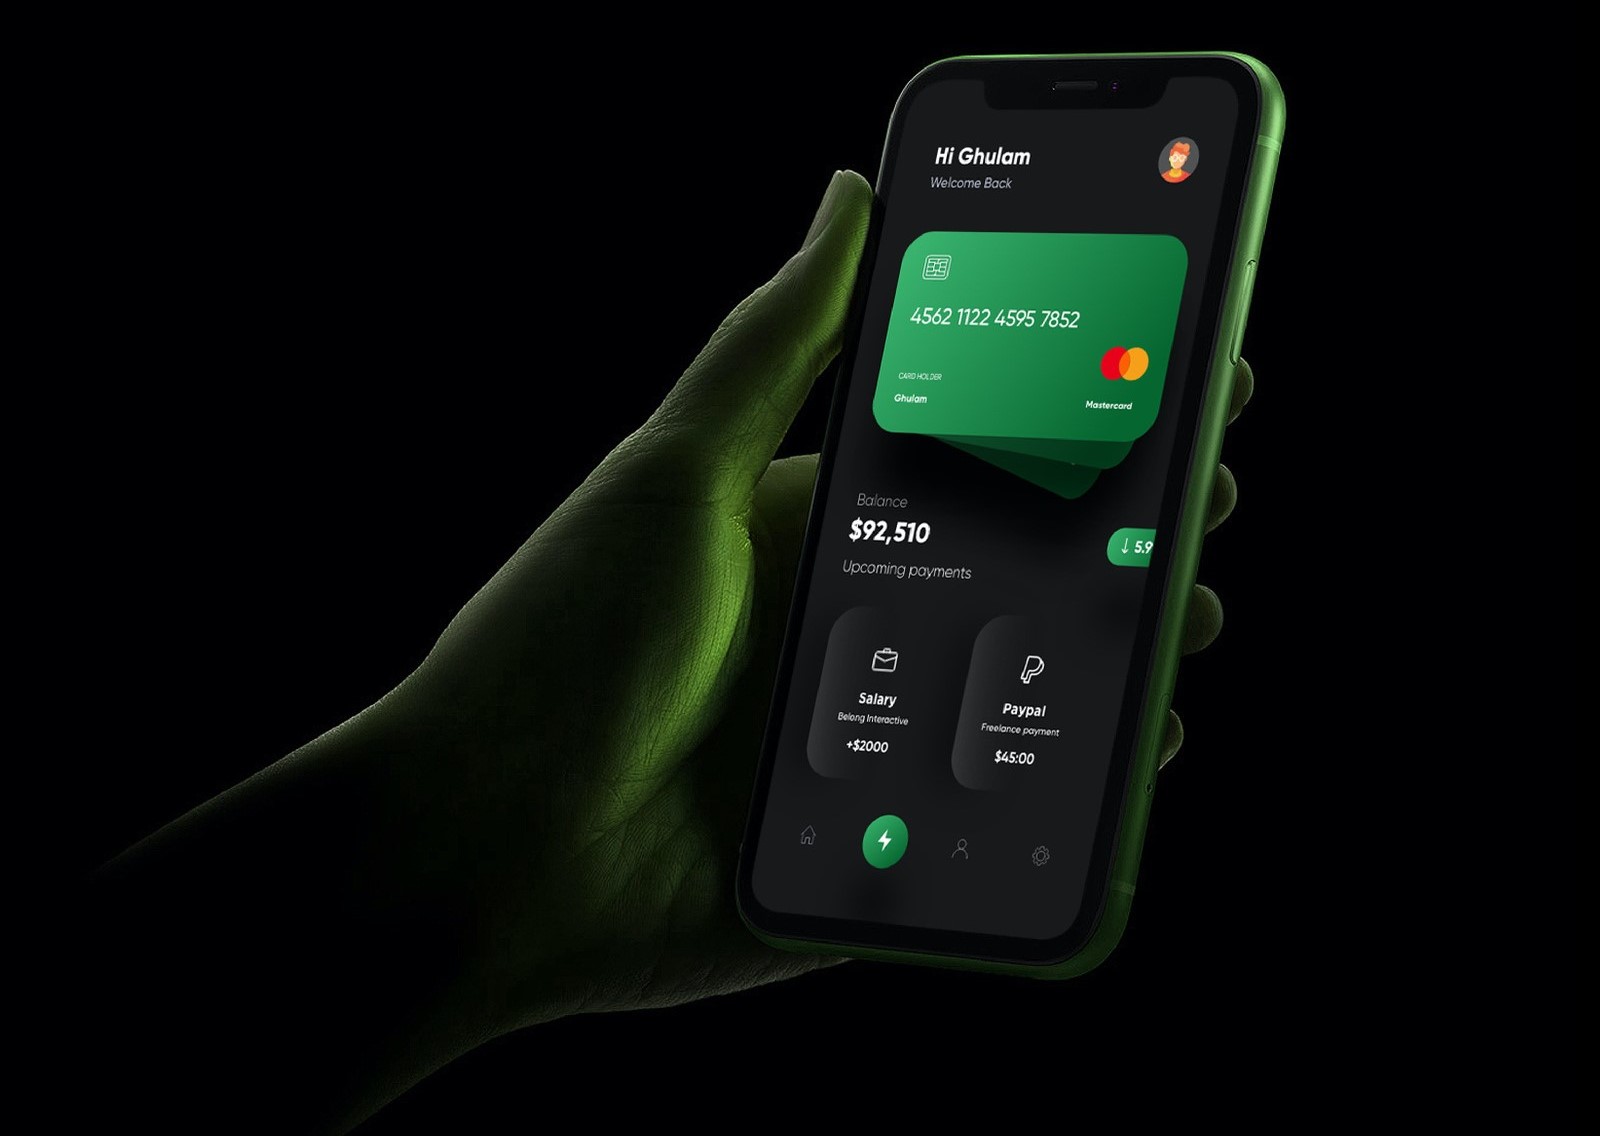 Hi Ghulam
Welcome Back
4562 1122 4595 7852
CARD HOLDER
Ghulam
Mastercard
Balance
$92,510
↓ 5.9
Upcoming payments
Salary
Belong Interactive
+$2000
Paypal
Freelance payment
$45:00